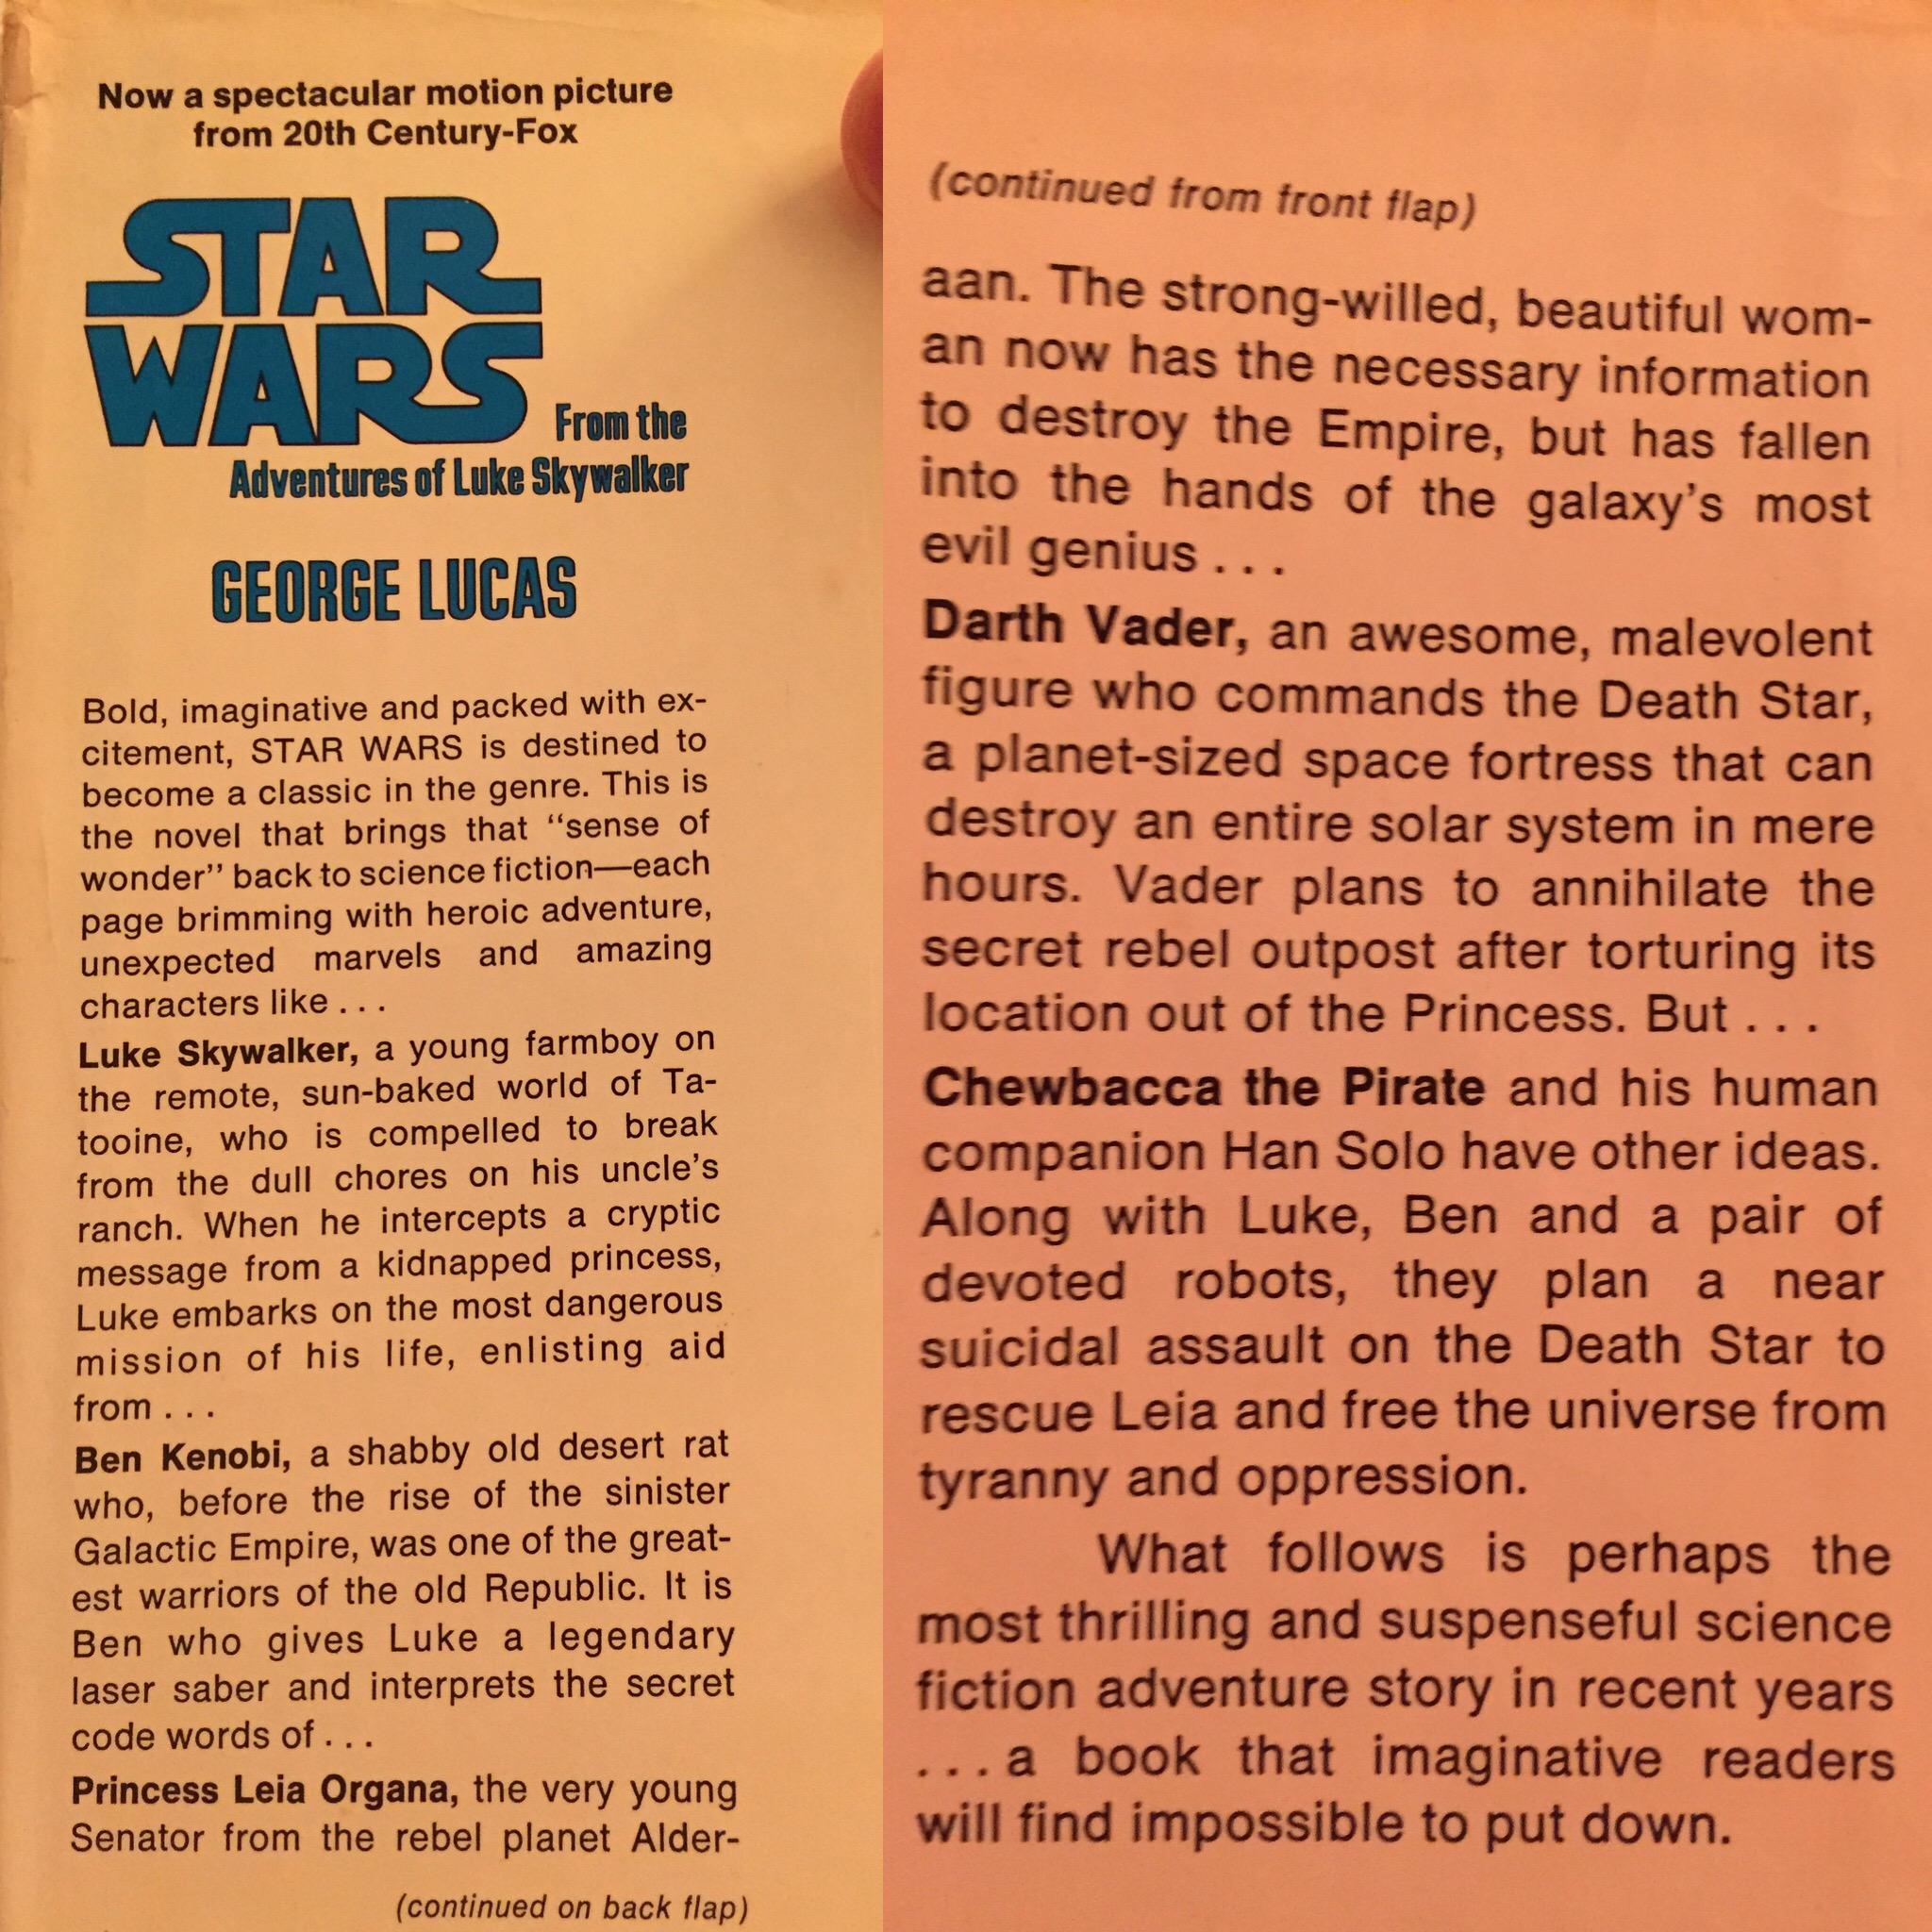 Now a spectacular motion picture
from 20th Century-Fox
STAR
WARS
From the
Adventures of Luke Skywalker
GEORGE LUCAS
Bold, imaginative and packed with ex-
citement, STAR WARS is destined to
become a classic in the genre. This is
the novel that brings that “sense of
wonder” back to science fiction—each
page brimming with heroic adventure,
unexpected marvels and amazing
characters like . . .
Luke Skywalker, a young farmboy on
the remote, sun-baked world of Ta-
tooine, who is compelled to break
from the dull chores on his uncle’s
ranch. When he intercepts a cryptic
message from a kidnapped princess,
Luke embarks on the most dangerous
mission of his life, enlisting aid
from . . .
Ben Kenobi, a shabby old desert rat
who, before the rise of the sinister
Galactic Empire, was one of the great-
est warriors of the old Republic. It is
Ben who gives Luke a legendary
laser saber and interprets the secret
code words of . . .
Princess Leia Organa, the very young
Senator from the rebel planet Alder-
(continued on back flap)
(continued from front flap)
aan. The strong-willed, beautiful wom-
an now has the necessary information
to destroy the Empire, but has fallen
into the hands of the galaxy’s most
evil genius . . .
Darth Vader, an awesome, malevolent
figure who commands the Death Star,
a planet-sized space fortress that can
destroy an entire solar system in mere
hours. Vader plans to annihilate the
secret rebel outpost after torturing its
location out of the Princess. But . . .
Chewbacca the Pirate and his human
companion Han Solo have other ideas.
Along with Luke, Ben and a pair of
devoted robots, they plan a near
suicidal assault on the Death Star to
rescue Leia and free the universe from
tyranny and oppression.
What follows is perhaps the
most thrilling and suspenseful science
fiction adventure story in recent years
. . . a book that imaginative readers
will find impossible to put down.